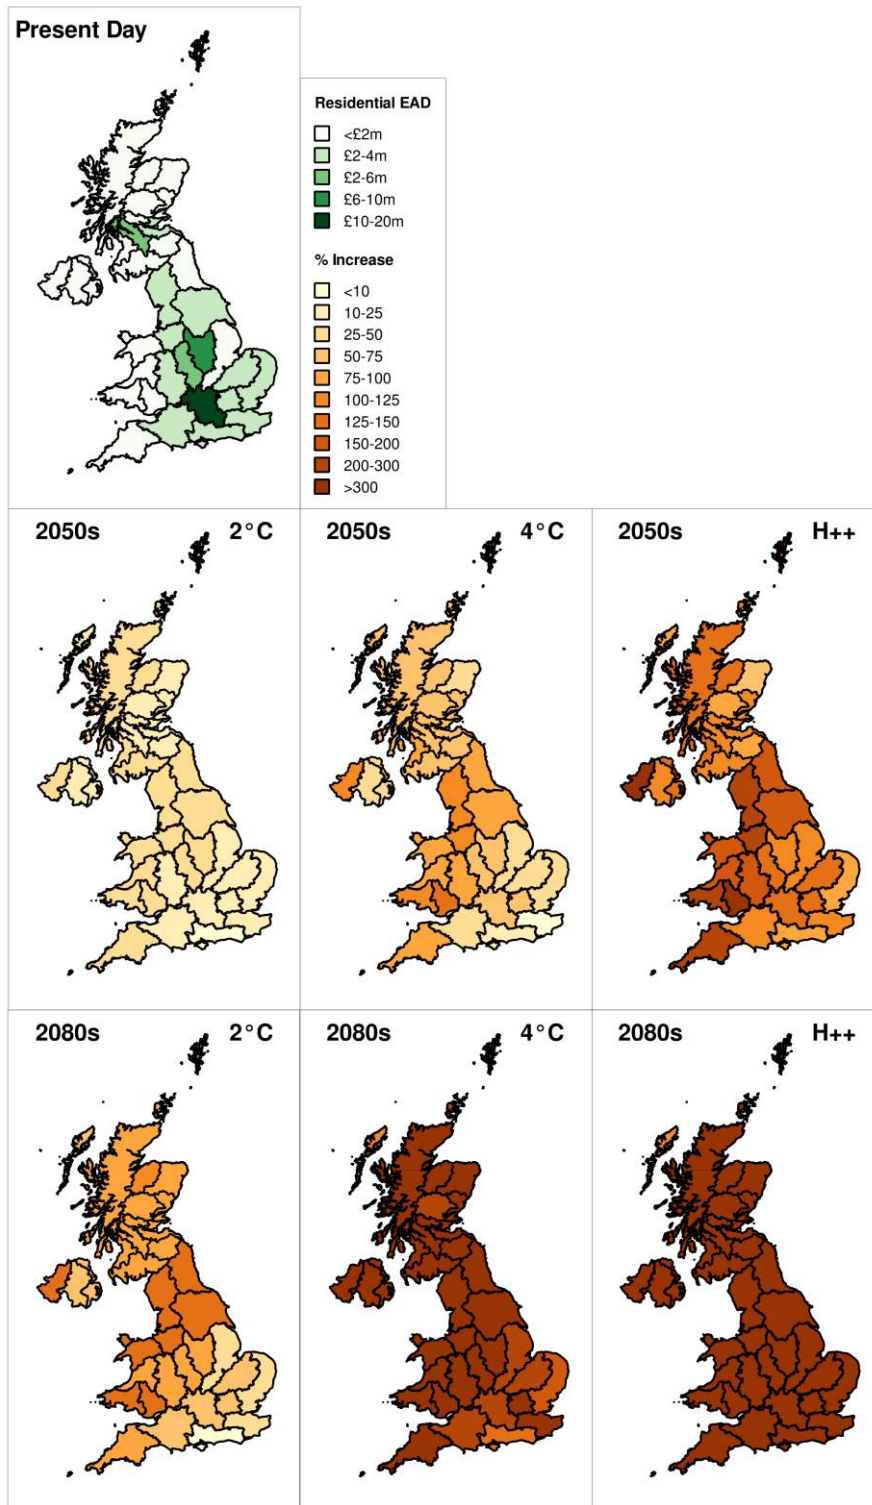 Present Day
Residential EAD
<£2m
£2-4m
£2-6m
£6-10m
£10-20m
% Increase
<10
10-25
25-50
50-75
75-100
100-125
125-150
150-200
200-300
>300
2050s 2°C
2050s 4°C
2050s H++
2080s 2°C
2080s 4°C
2080s H++